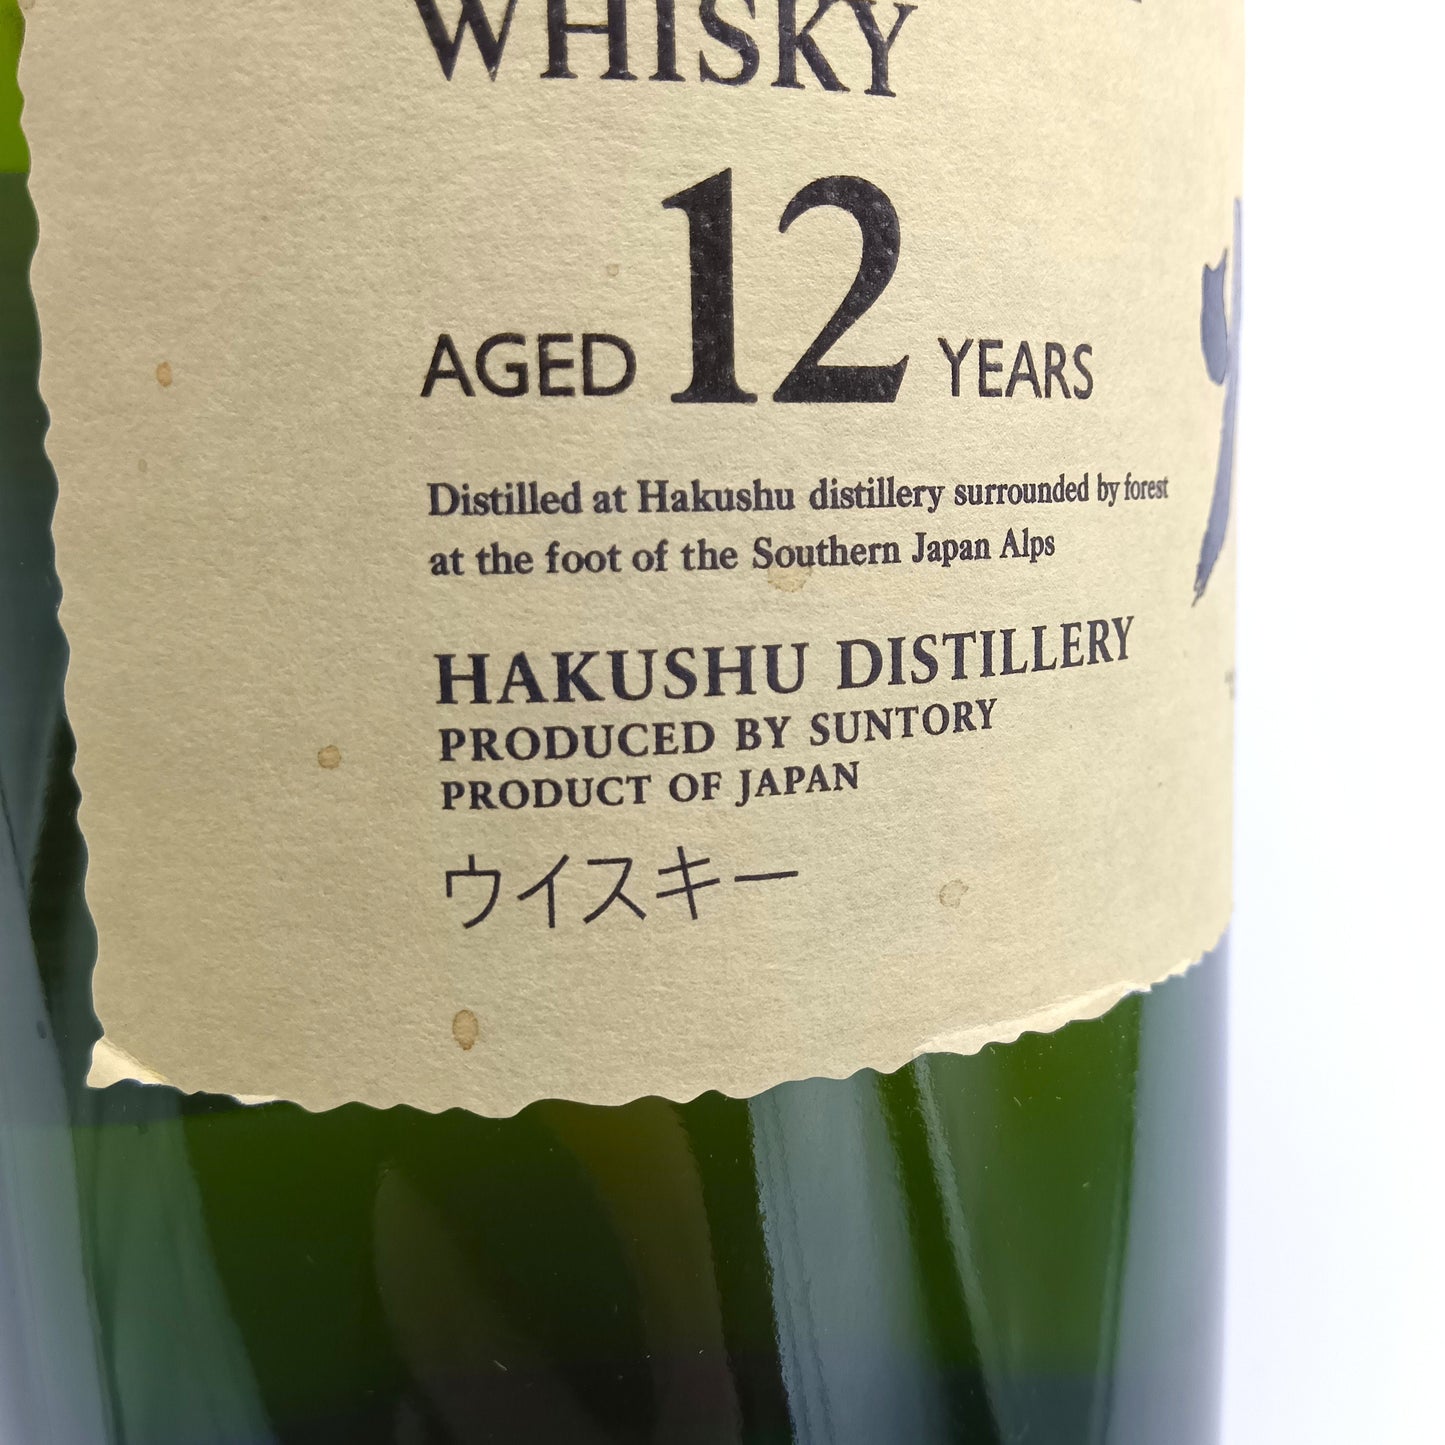 WHISKY
AGED 12 YEARS
Distilled at Hakushu distillery surrounded by forest
at the foot of the Southern Japan Alps
HAKUSHU DISTILLERY
PRODUCED BY SUNTORY
PRODUCT OF JAPAN
ウイスキー